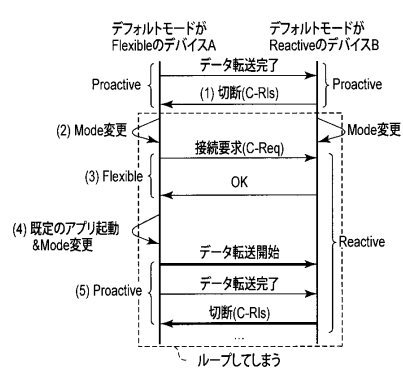 デフォルトモードが
FlexibleのデバイスA
デフォルトモードが
ReactiveのデバイスB
データ転送完了
Proactive
Proactive
(1) 切断(C-Rls)
(2) Mode変更
Mode変更
接続要求(C-Req)
(3) Flexible
OK
(4) 既定のアプリ起動
&Mode変更
Reactive
データ転送開始
(5) Proactive
データ転送完了
切断(C-Rls)
…
ループしてしまう